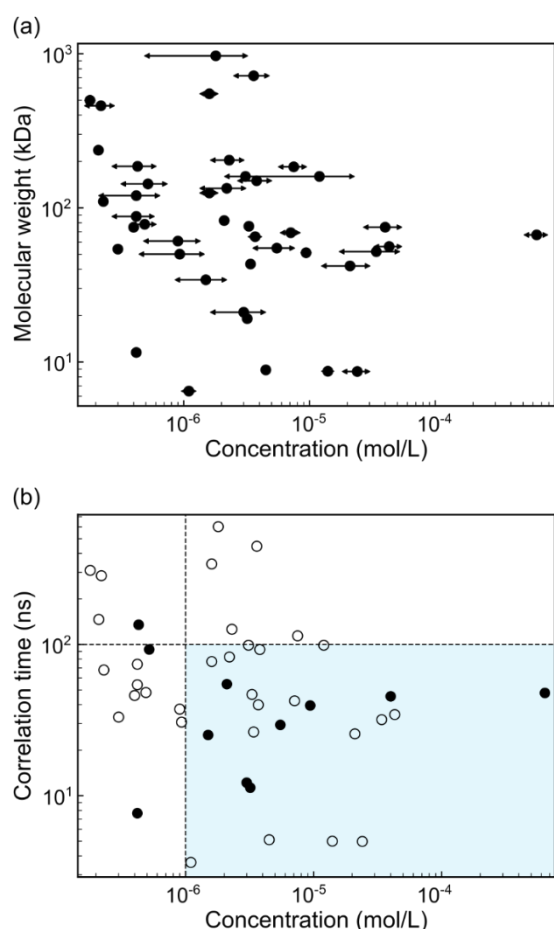 (a)
Molecular weight (kDa)
10³
10²
10¹
10⁻⁶ 10⁻⁵ 10⁻⁴
Concentration (mol/L)
(b)
Correlation time (ns)
10²
10¹
10⁻⁶ 10⁻⁵ 10⁻⁴
Concentration (mol/L)